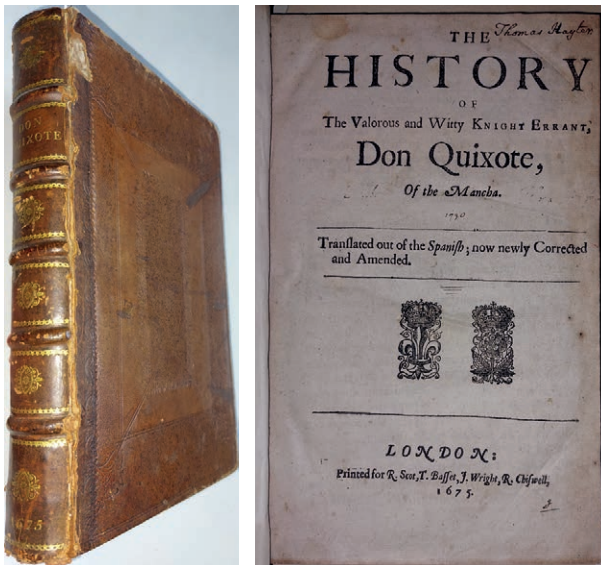 DON
QUIXOTE
1675
Thomas Hayter
THE
HISTORY
OF
The Valorous and Witty KNIGHT ERRANT,
Don Quixote,
Of the Mancha.
Tranſlated out of the Spaniſh; now newly Corrected
and Amended.
LONDON:
Printed for R. Scot, T. Baſſet, J. Wright, R. Chiſwell,
1675.